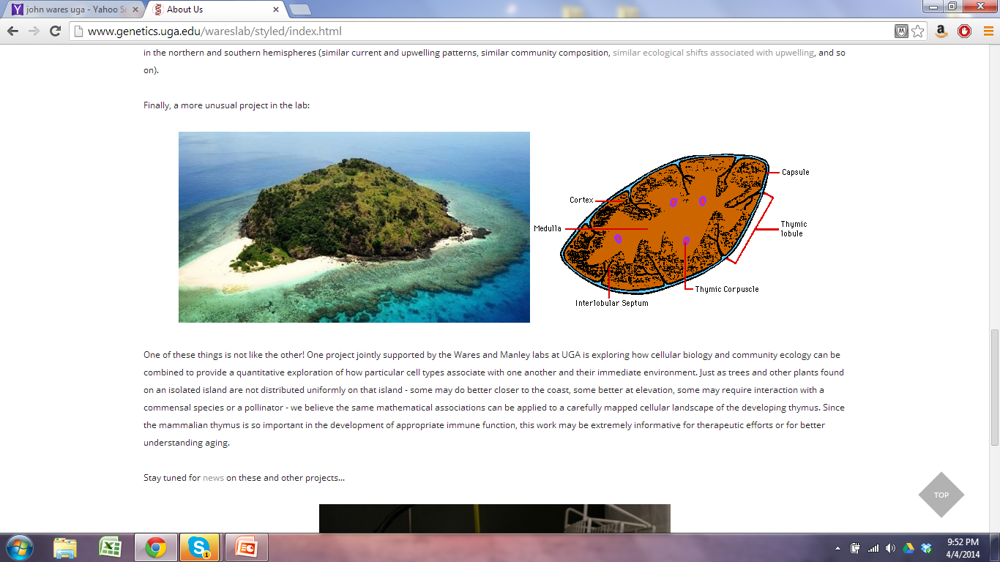 john wares uga - Yahoo Se
About Us
www.genetics.uga.edu/wareslab/styled/index.html
in the northern and southern hemispheres (similar current and upwelling patterns, similar community composition, similar ecological shifts associated with upwelling, and so
on).
Finally, a more unusual project in the lab:
Capsule
Cortex
Medulla
Thymic
lobule
Thymic Corpuscle
Interlobular Septum
One of these things is not like the other! One project jointly supported by the Wares and Manley labs at UGA is exploring how cellular biology and community ecology can be
combined to provide a quantitative exploration of how particular cell types associate with one another and their immediate environment. Just as trees and other plants found
on an isolated island are not distributed uniformly on that island - some may do better closer to the coast, some better at elevation, some may require interaction with a
commensal species or a pollinator - we believe the same mathematical associations can be applied to a carefully mapped cellular landscape of the developing thymus. Since
the mammalian thymus is so important in the development of appropriate immune function, this work may be extremely informative for therapeutic efforts or for better
understanding aging.
Stay tuned for news on these and other projects...
TOP
9:52 PM
4/4/2014